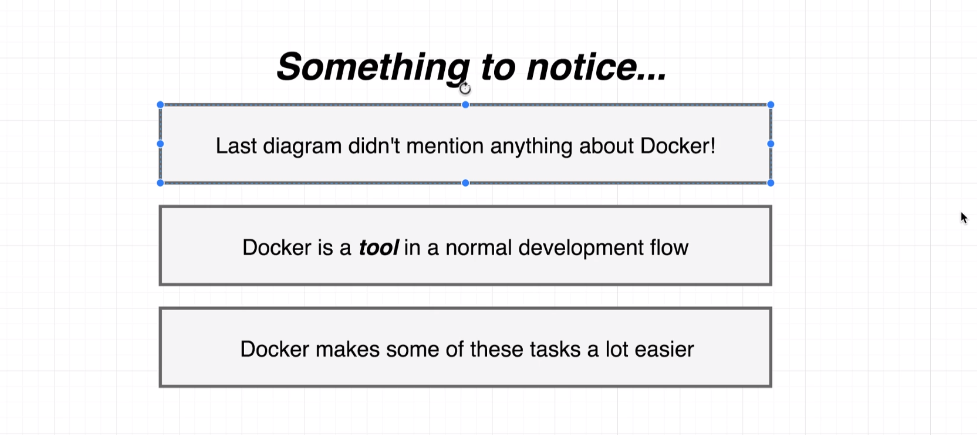 Something to notice...
Last diagram didn't mention anything about Docker!
Docker is a tool in a normal development flow
Docker makes some of these tasks a lot easier